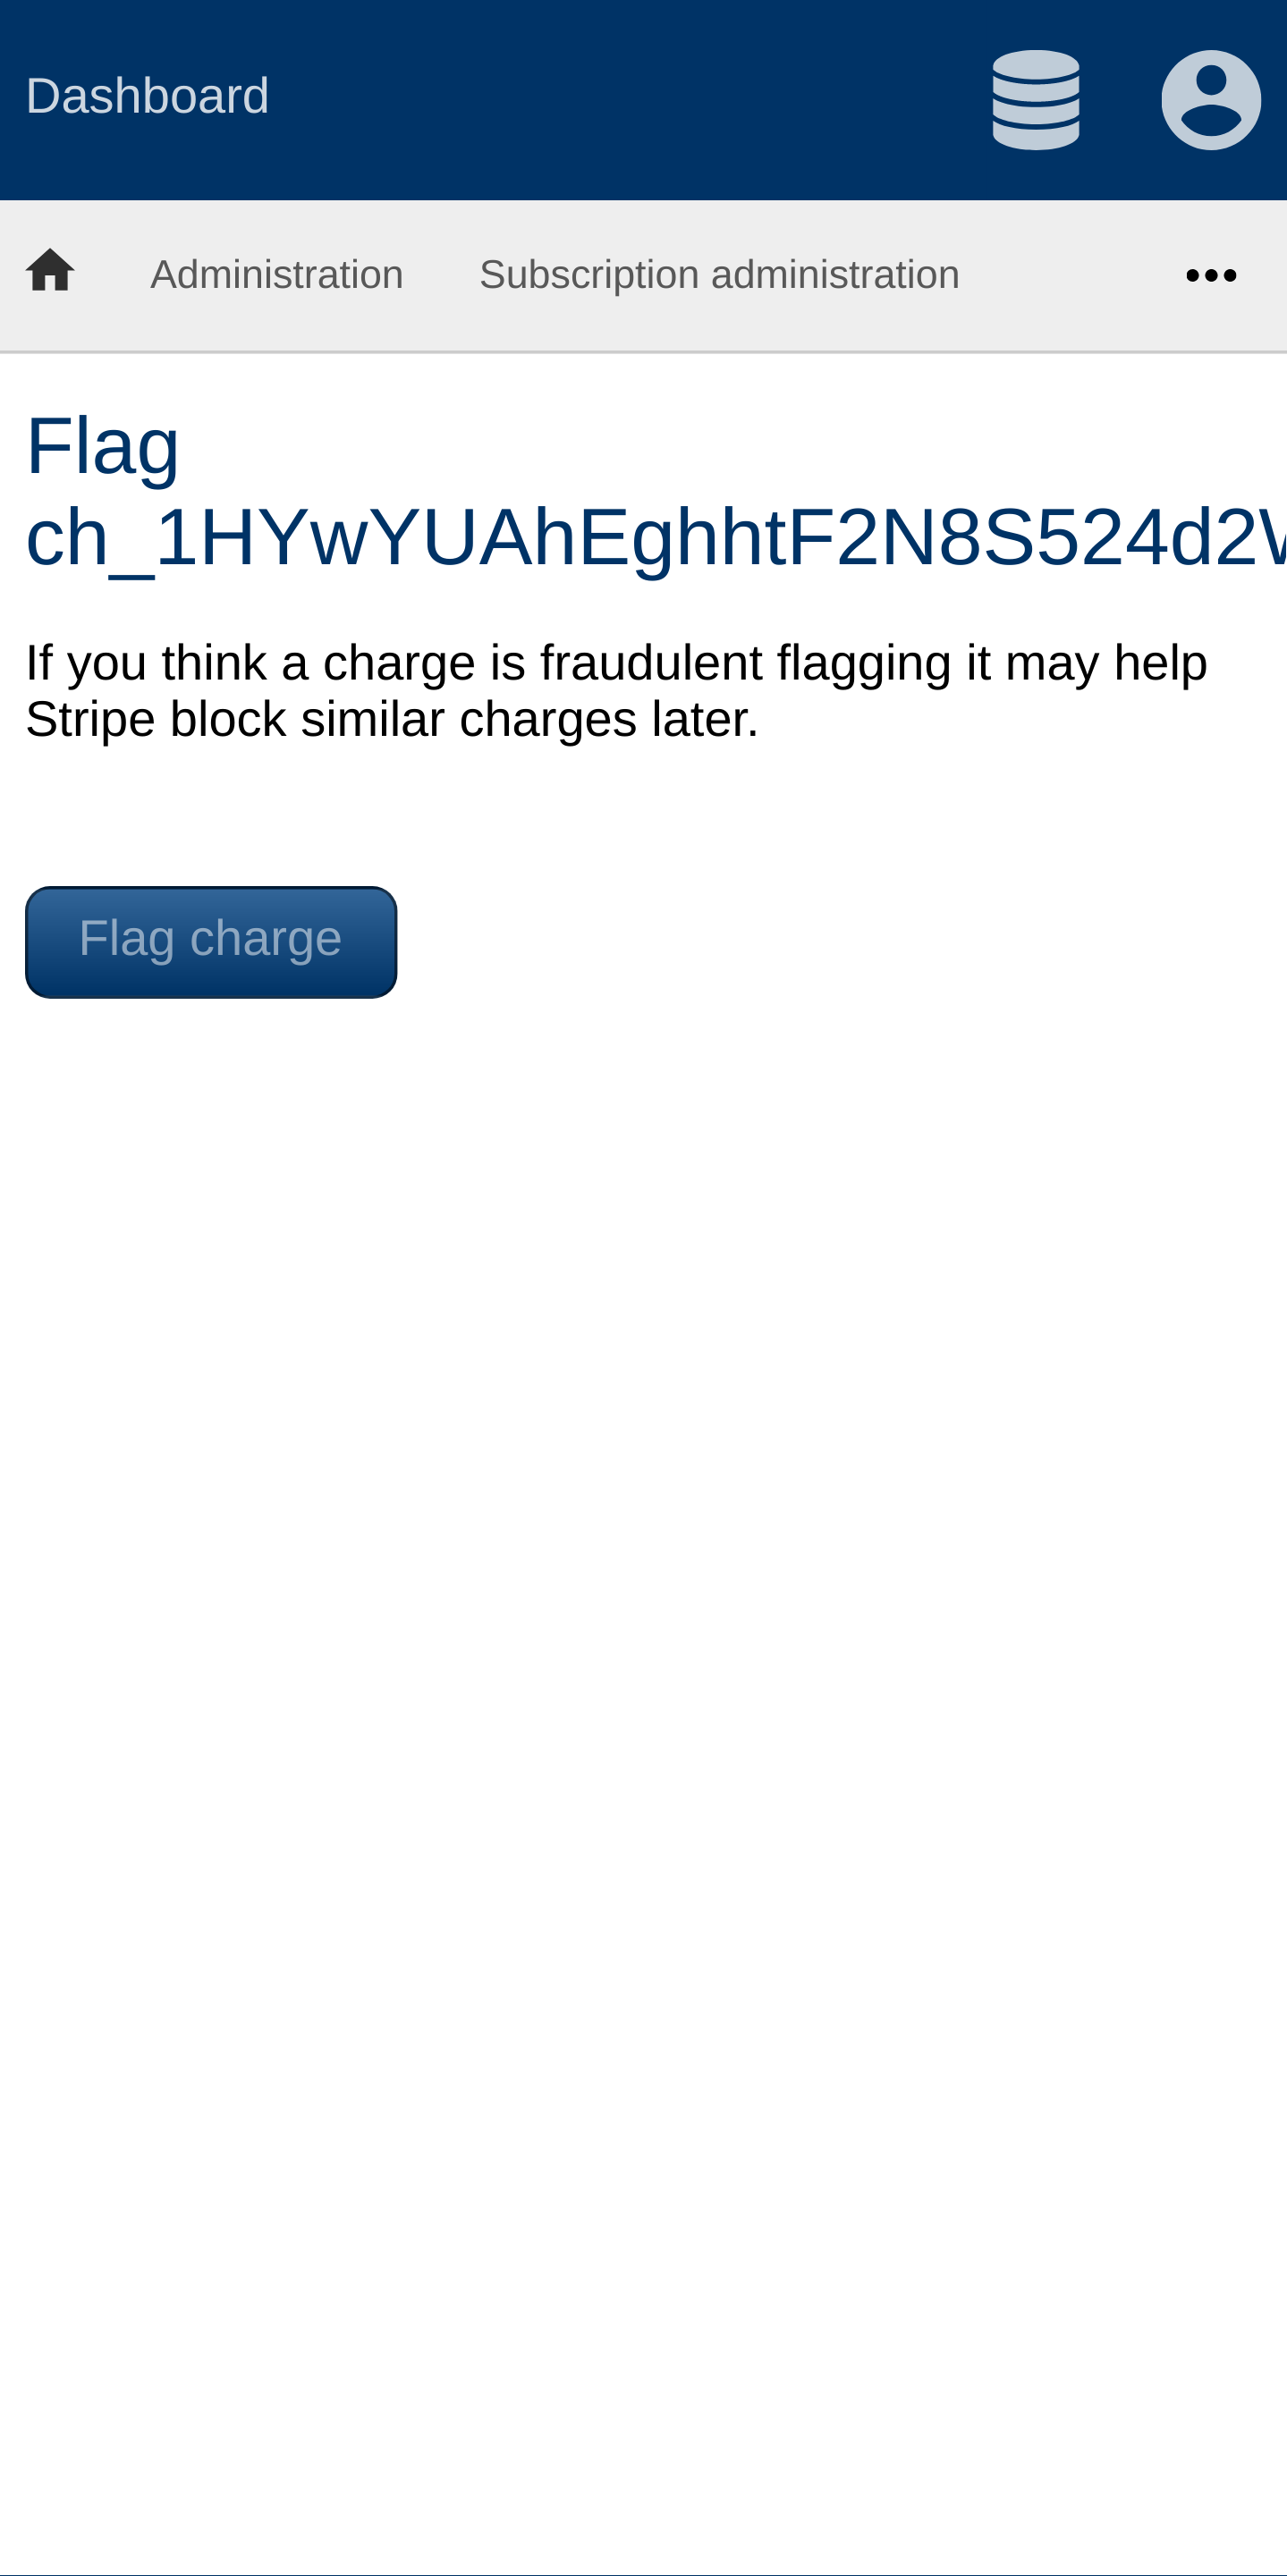 Dashboard
Administration Subscription administration
Flag
ch_1HYwYUAhEghhtF2N8S524d2
If you think a charge is fraudulent flagging it may help
Stripe block similar charges later.
Flag charge